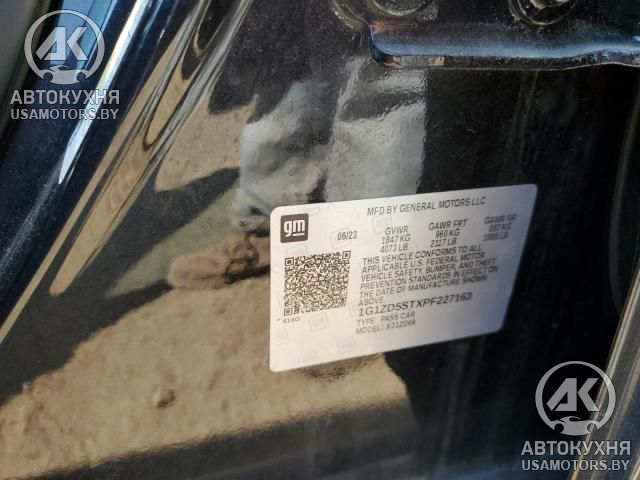 AK
АВТОКУХНЯ
USAMOTORS.BY
gm
MFD BY GENERAL MOTORS LLC
06/23
GVWR
GAWR FRT
GAWR RR
1847 KG
960 KG
887 KG
4073 LB
2117 LB
1955 LB
THIS VEHICLE CONFORMS TO ALL
APPLICABLE U.S. FEDERAL MOTOR
VEHICLE SAFETY, BUMPER, AND THEFT
PREVENTION STANDARDS IN EFFECT
ON THE DATE OF MANUFACTURE SHOWN
ABOVE.
1G1ZD5STXPF227163
TYPE: PASS CAR
MODEL:
AK
АВТОКУХНЯ
USAMOTORS.BY